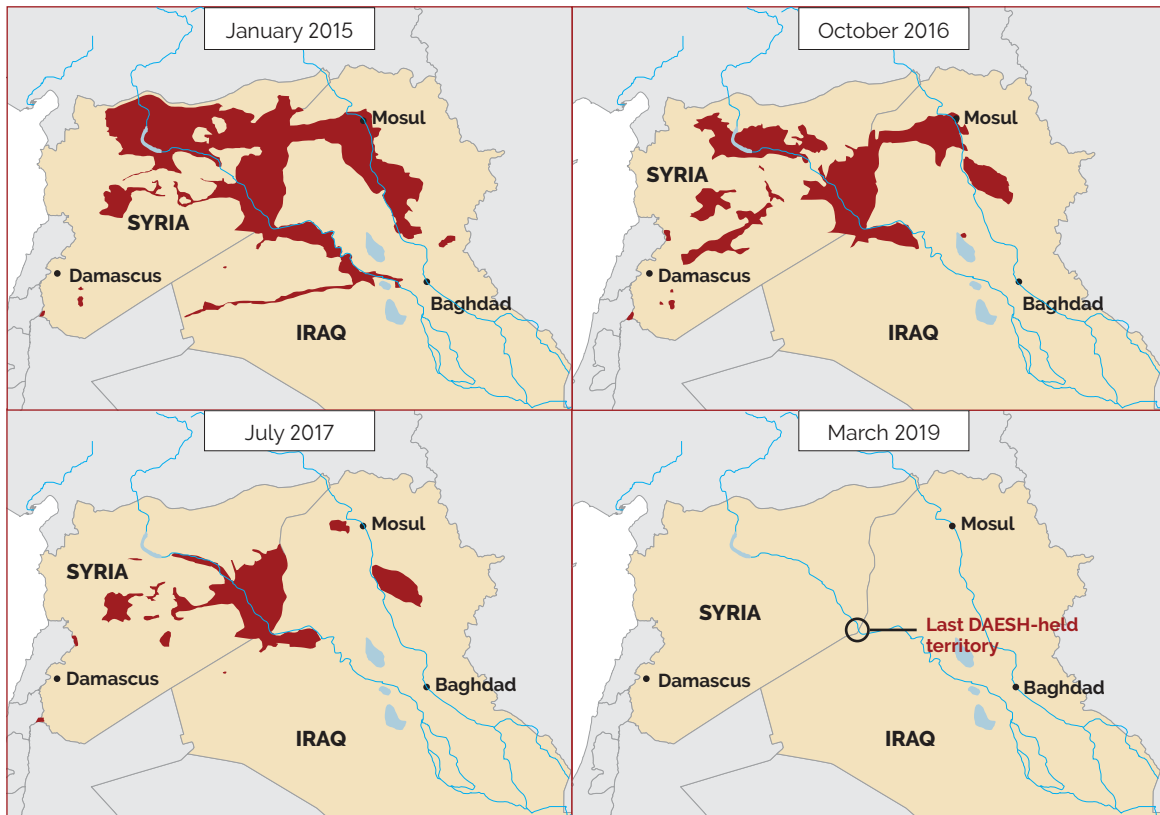 January 2015
Mosul
SYRIA
Damascus
Baghdad
IRAQ
October 2016
Mosul
SYRIA
Damascus
Baghdad
IRAQ
July 2017
Mosul
SYRIA
Damascus
Baghdad
IRAQ
March 2019
Mosul
SYRIA
Last DAESH-held
territory
Damascus
Baghdad
IRAQ